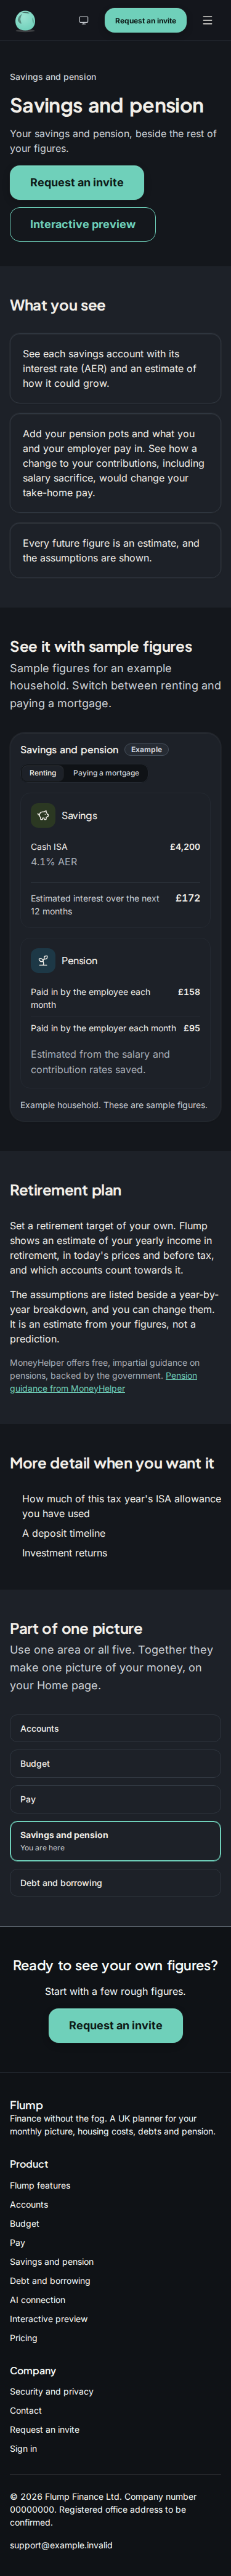 Request an invite
Savings and pension
Savings and pension
Your savings and pension, beside the rest of
your figures.
Request an invite
Interactive preview
What you see
See each savings account with its
interest rate (AER) and an estimate of
how it could grow.
Add your pension pots and what you
and your employer pay in. See how a
change to your contributions, including
salary sacrifice, would change your
take-home pay.
Every future figure is an estimate, and
the assumptions are shown.
See it with sample figures
Sample figures for an example
household. Switch between renting and
paying a mortgage.
Savings and pension Example
Renting Paying a mortgage
Savings
Cash ISA £4,200
4.1% AER
Estimated interest over the next £172
12 months
Pension
Paid in by the employee each £158
month
Paid in by the employer each month £95
Estimated from the salary and
contribution rates saved.
Example household. These are sample figures.
Retirement plan
Set a retirement target of your own. Flump
shows an estimate of your yearly income in
retirement, in today's prices and before tax,
and which accounts count towards it.
The assumptions are listed beside a year-by-
year breakdown, and you can change them.
It is an estimate from your figures, not a
prediction.
MoneyHelper offers free, impartial guidance on
pensions, backed by the government. Pension
guidance from MoneyHelper
More detail when you want it
How much of this tax year's ISA allowance
you have used
A deposit timeline
Investment returns
Part of one picture
Use one area or all five. Together they
make one picture of your money, on
your Home page.
Accounts
Budget
Pay
Savings and pension
You are here
Debt and borrowing
Ready to see your own figures?
Start with a few rough figures.
Request an invite
Flump
Finance without the fog. A UK planner for your
monthly picture, housing costs, debts and pension.
Product
Flump features
Accounts
Budget
Pay
Savings and pension
Debt and borrowing
AI connection
Interactive preview
Pricing
Company
Security and privacy
Contact
Request an invite
Sign in
© 2026 Flump Finance Ltd. Company number
00000000. Registered office address to be
confirmed.
support@example.invalid